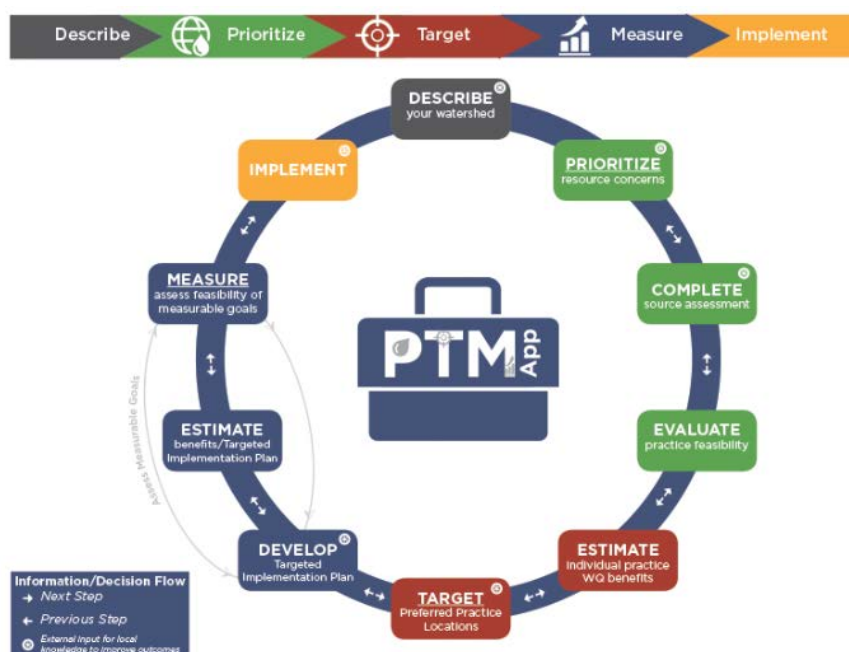 Describe
Prioritize
Target
Measure
Implement
DESCRIBE
your watershed
PRIORITIZE
resource concerns
COMPLETE
source assessment
EVALUATE
practice feasibility
ESTIMATE
individual practice
WQ benefits
TARGET
Preferred Practice
Locations
DEVELOP
Targeted
Implementation Plan
ESTIMATE
benefits/Targeted
Implementation Plan
MEASURE
assess feasibility of
measurable goals
IMPLEMENT
Assess Measurable Goals
PTM
App
Information/Decision Flow
Next Step
Previous Step
External input for local
knowledge to improve outcomes